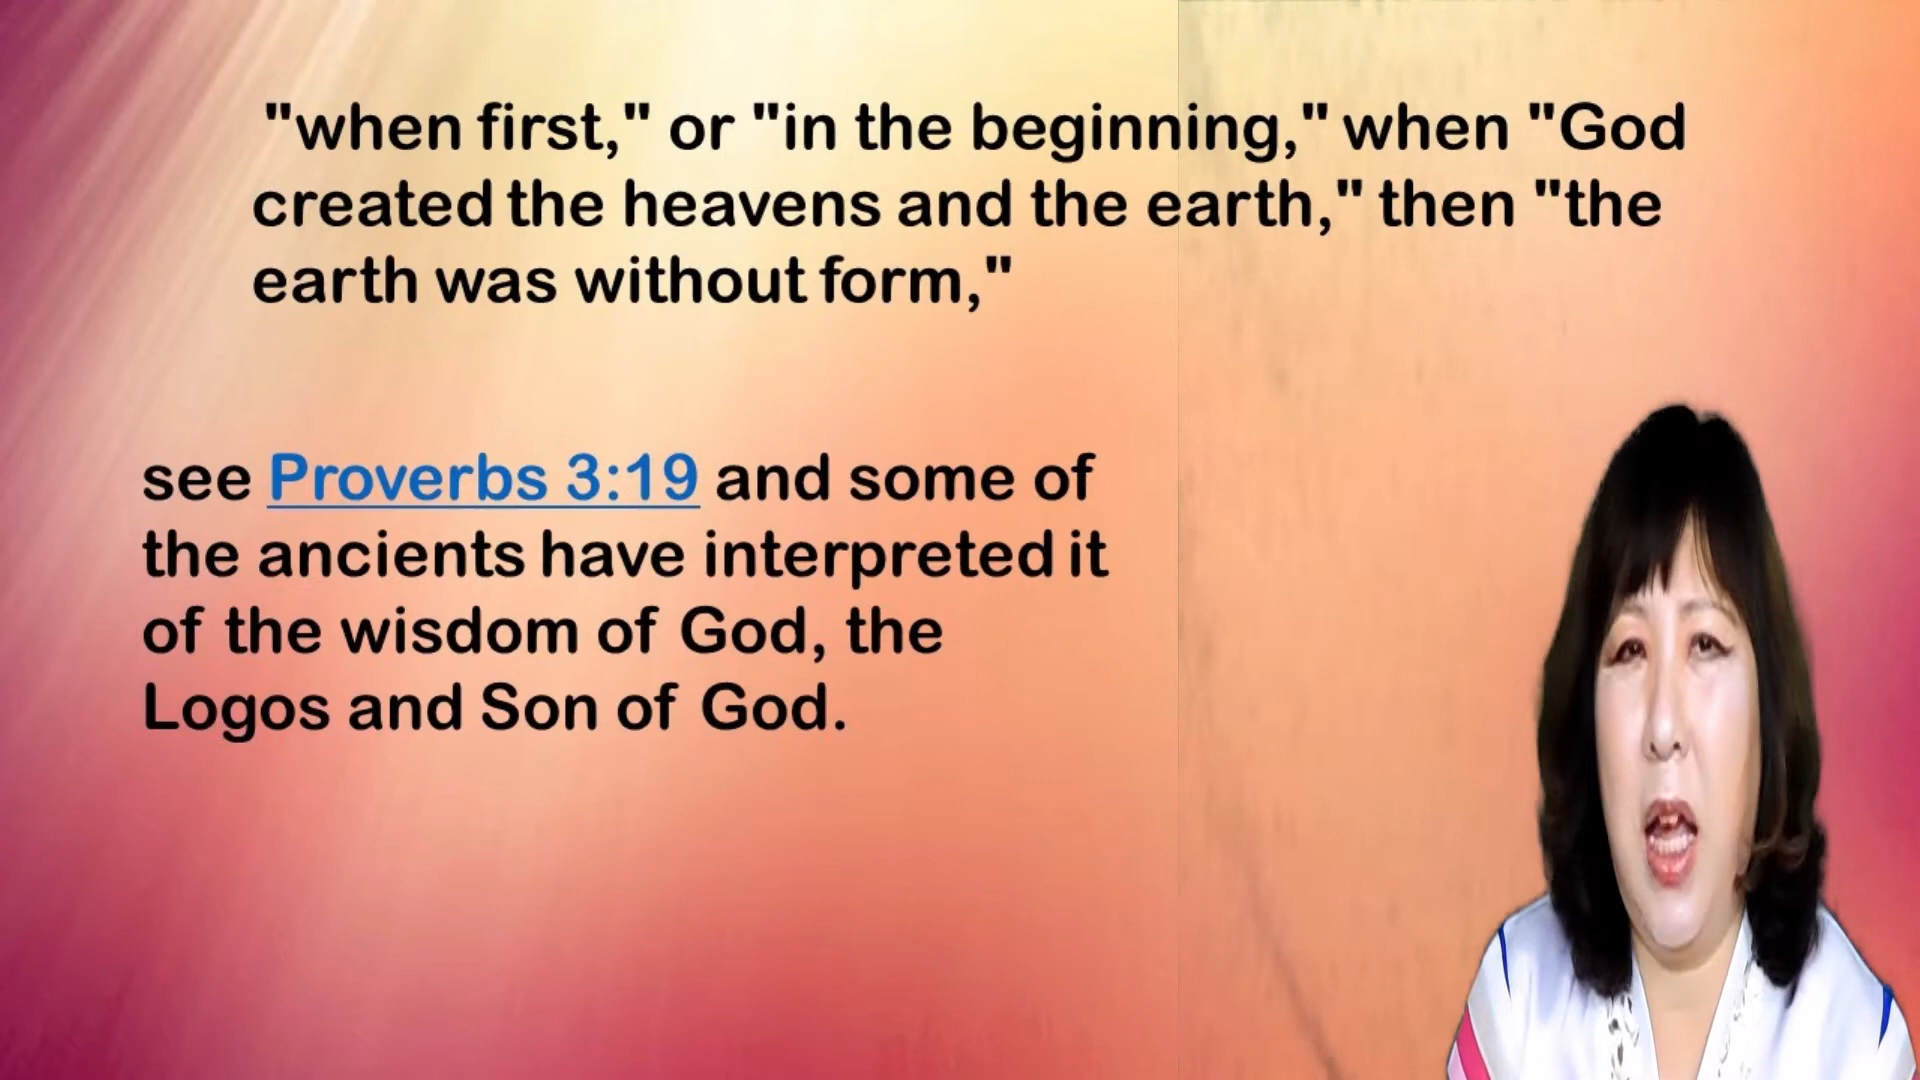 "when first," or "in the beginning," when "God
created the heavens and the earth," then "the
earth was without form,"
see Proverbs 3:19 and some of
the ancients have interpreted it
of the wisdom of God, the
Logos and Son of God.